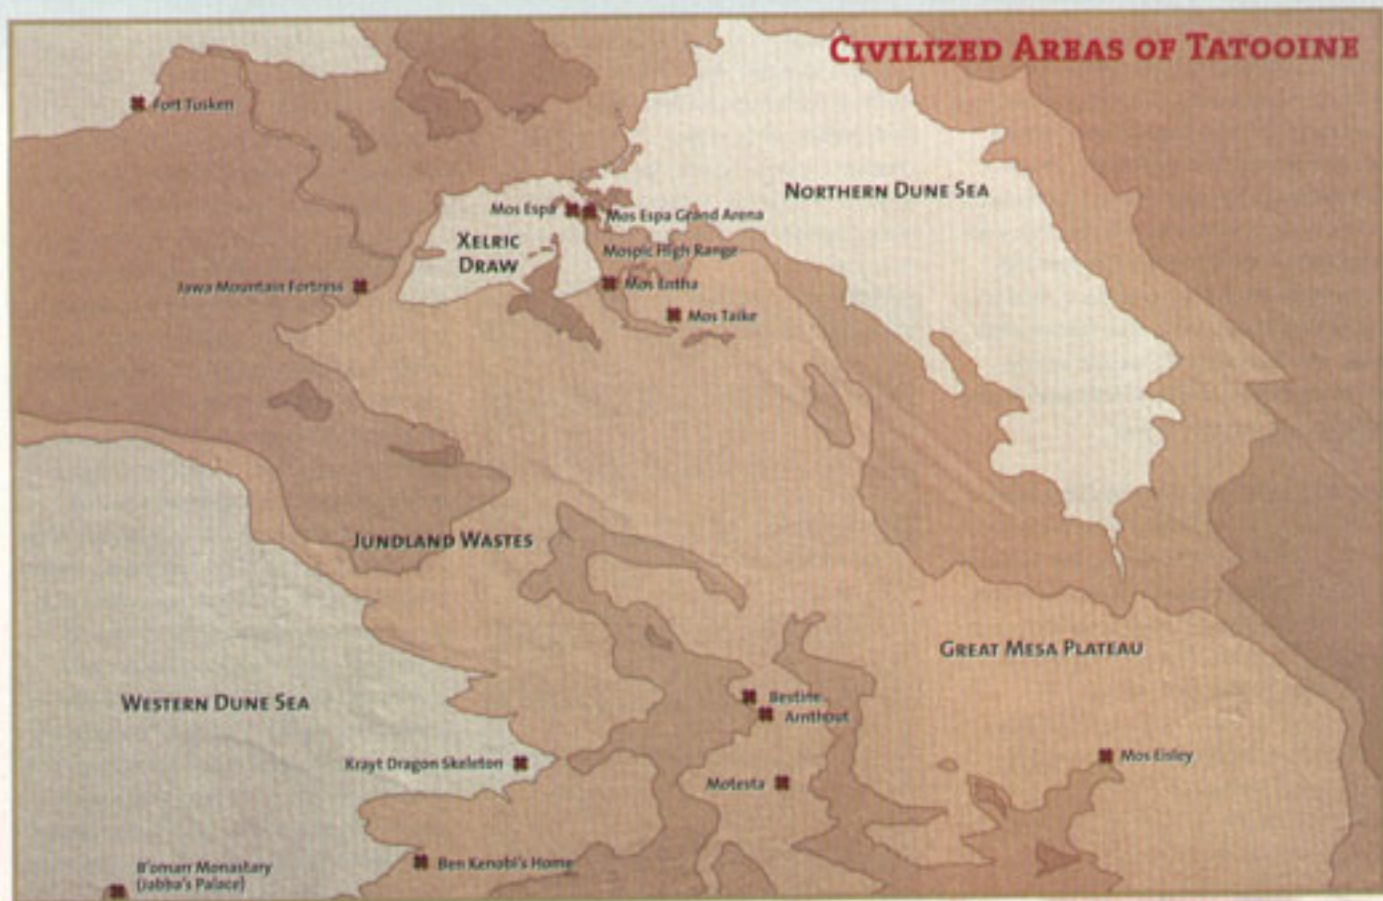 CIVILIZED AREAS OF TATOOINE
Fort Tusken
NORTHERN DUNE SEA
Mos Espa
Mos Espa Grand Arena
XELRIC
DRAW
Mospic High Range
Jawa Mountain Fortress
Mos Entha
Mos Taike
JUNDLAND WASTES
GREAT MESA PLATEAU
WESTERN DUNE SEA
Bestine
Arnthout
Krayt Dragon Skeleton
Motesta
Mos Eisley
B'omarr Monastary
(Jabba's Palace)
Ben Kenobi's Home